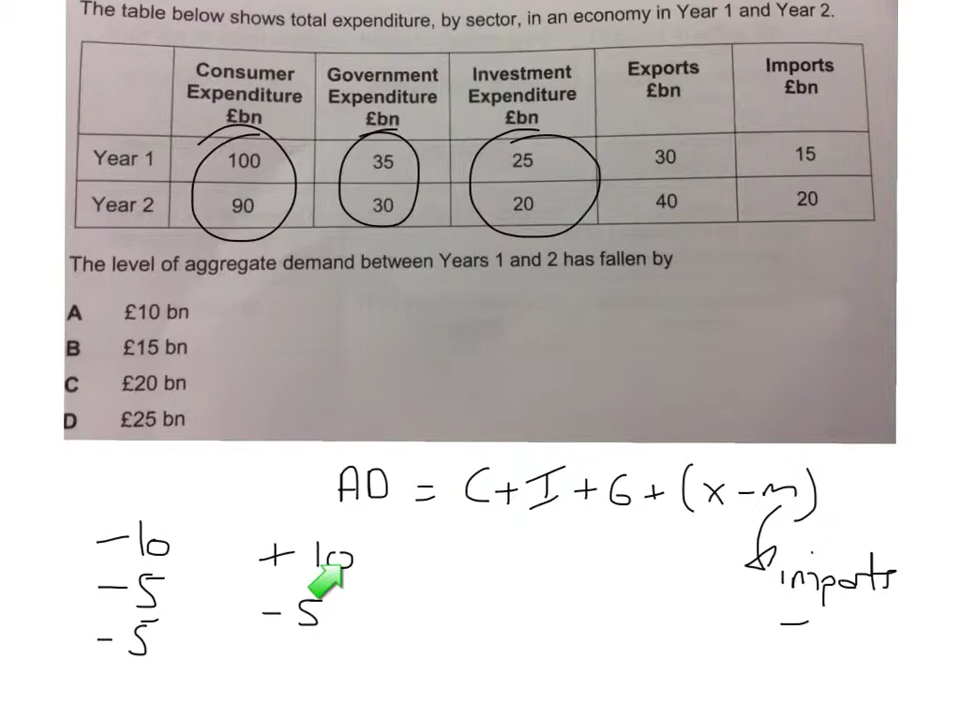 The table below shows total expenditure, by sector, in an economy in Year 1 and Year 2.
Consumer Expenditure £bn Government Expenditure £bn Investment Expenditure £bn Exports £bn Imports £bn
Year 1 100 35 25 30 15
Year 2 90 30 20 40 20
The level of aggregate demand between Years 1 and 2 has fallen by
A £10 bn
B £15 bn
C £20 bn
D £25 bn
AD = C+I+G+(x-m)
-10 +10
imports
-5 -5
-5